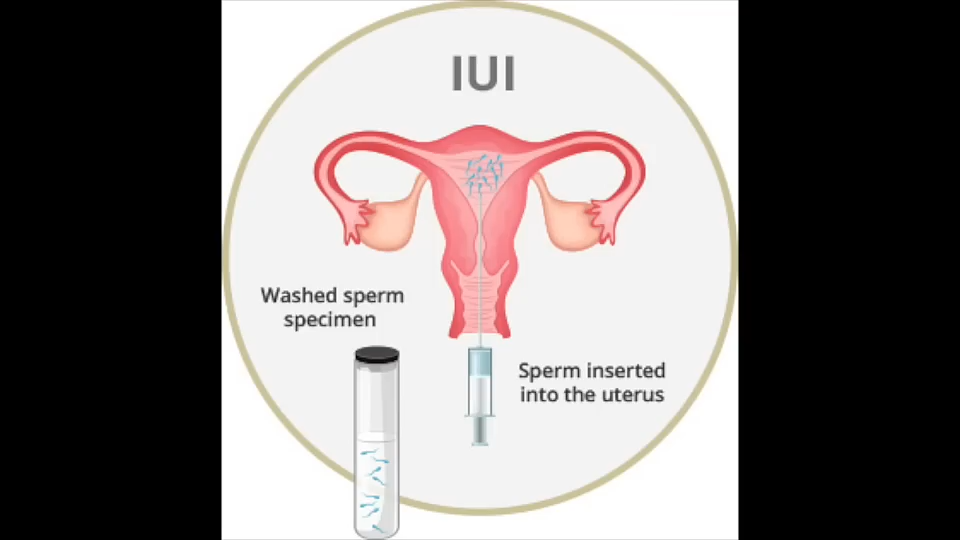 IUI
Washed sperm
specimen
Sperm inserted
into the uterus